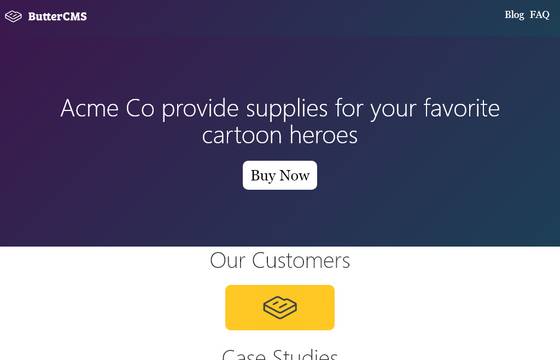 ButterCMS
Blog FAQ
Acme Co provide supplies for your favorite
cartoon heroes
Buy Now
Our Customers
Case Studies